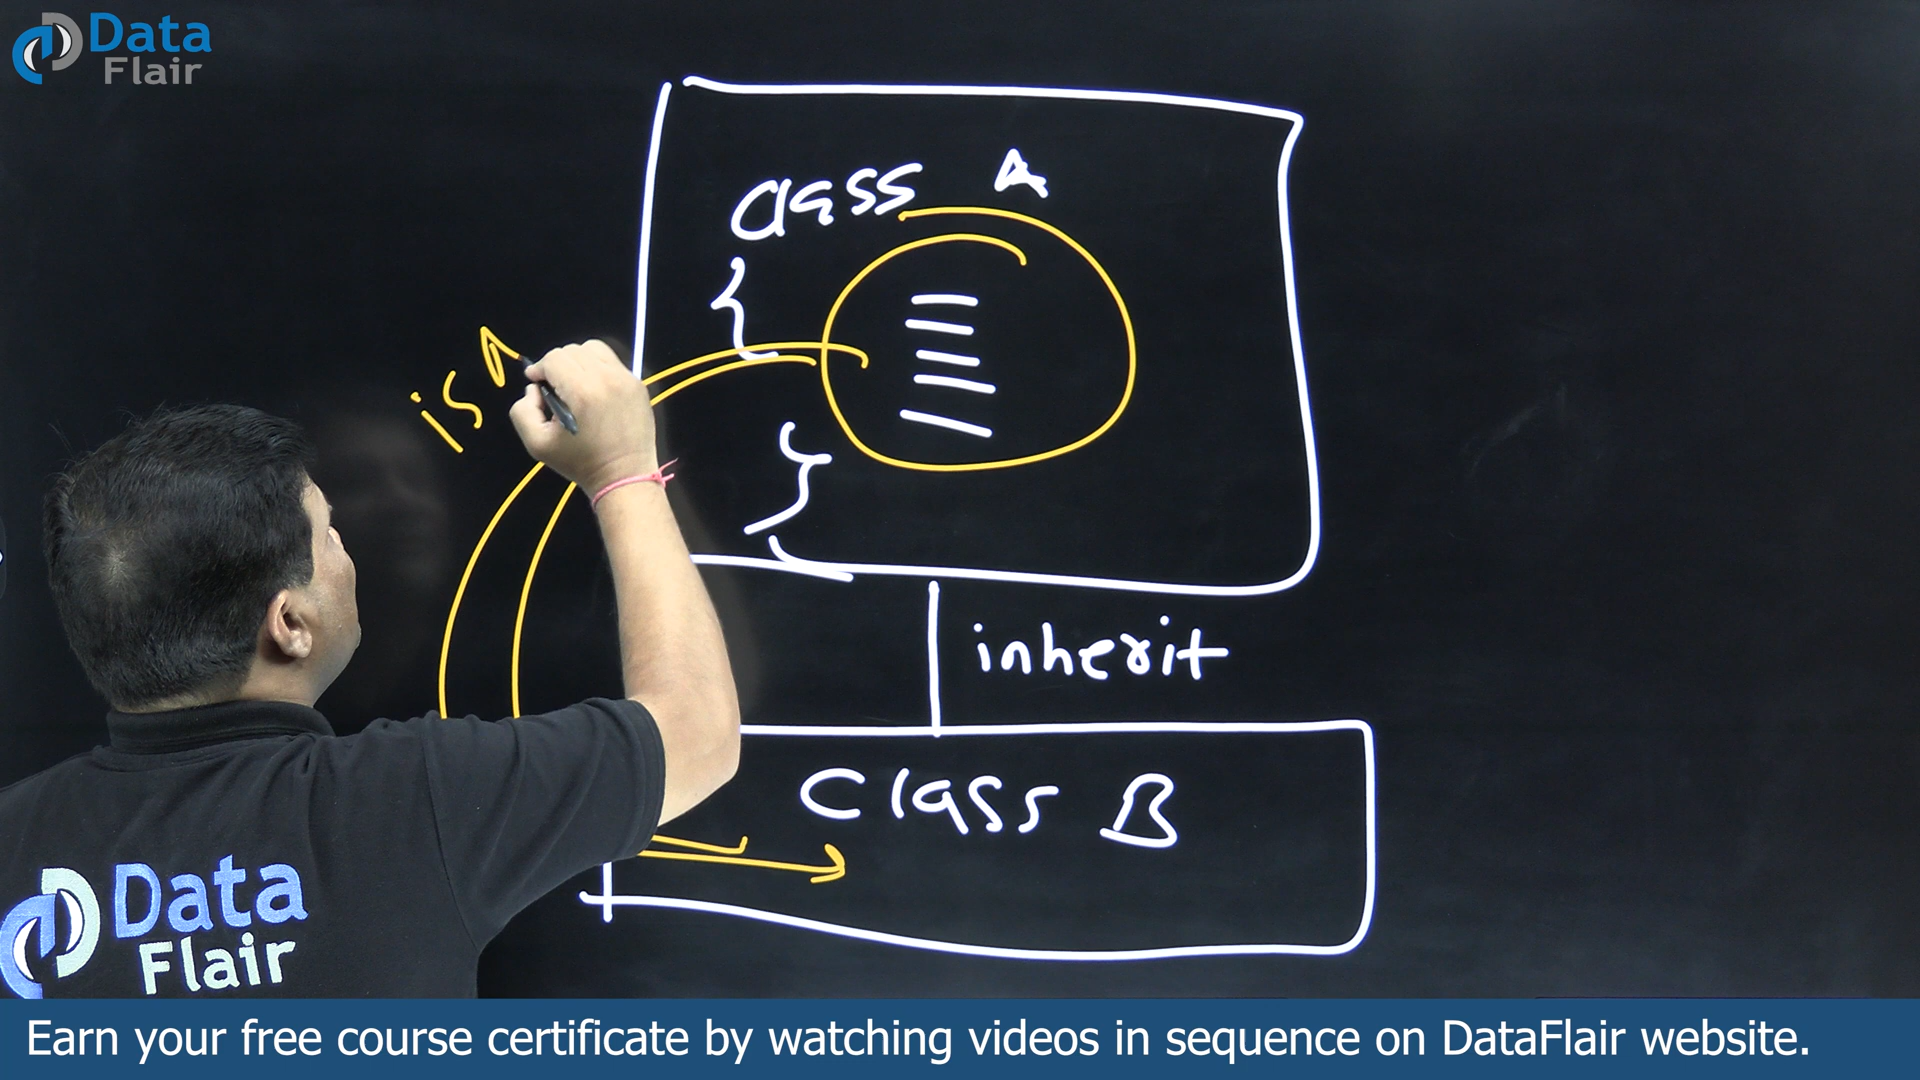 Data
Flair
class A
{
is A
}
inherit
class B
Data
Flair
Earn your free course certificate by watching videos in sequence on DataFlair website.